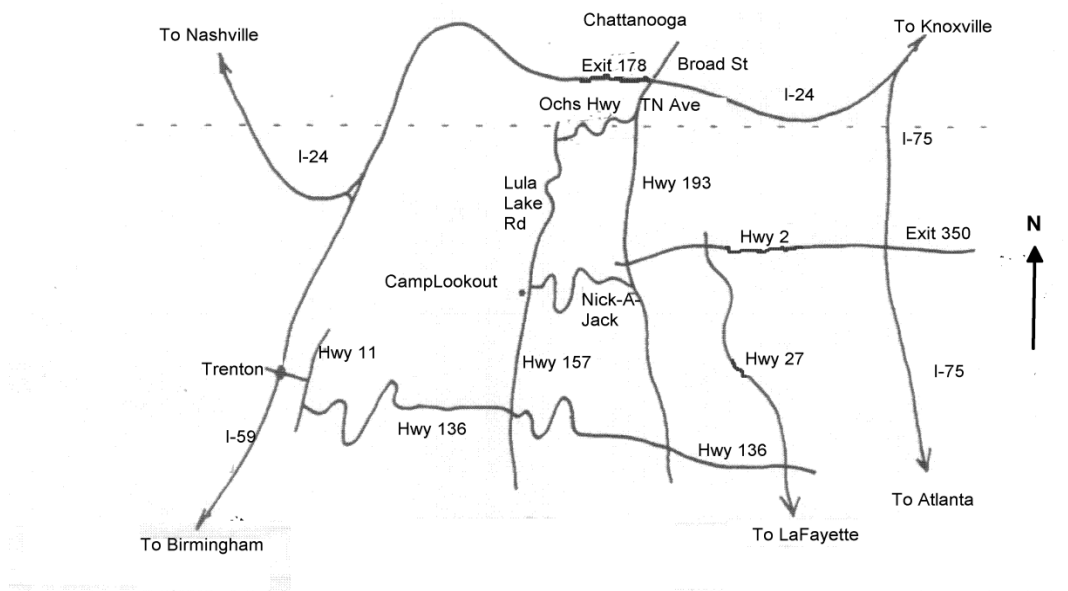 Chattanooga
To Nashville
To Knoxville
Exit 178
Broad St
I-24
Ochs Hwy
TN Ave
I-75
I-24
Lula
Lake
Rd
Hwy 193
N
Hwy 2
Exit 350
CampLookout
Nick-A-
Jack
Hwy 11
Hwy 157
Hwy 27
Trenton
I-75
I-59
Hwy 136
Hwy 136
To Atlanta
To Birmingham
To LaFayette